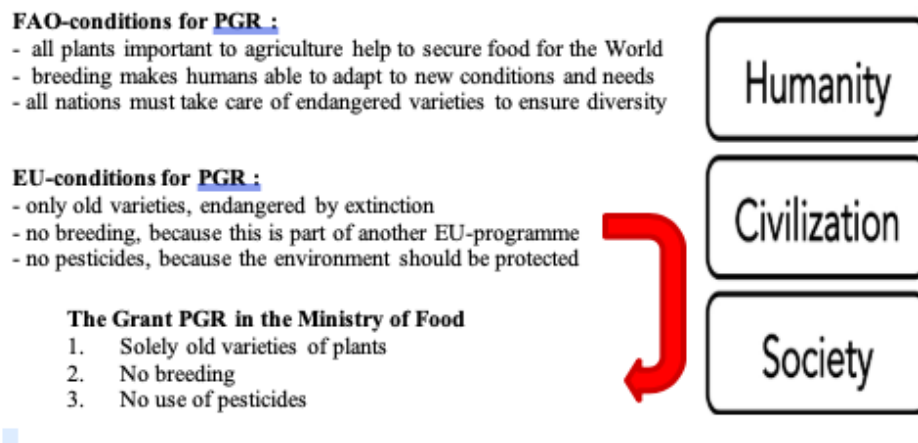 FAO-conditions for PGR :
- all plants important to agriculture help to secure food for the World
- breeding makes humans able to adapt to new conditions and needs
- all nations must take care of endangered varieties to ensure diversity
Humanity
EU-conditions for PGR :
- only old varieties, endangered by extinction
- no breeding, because this is part of another EU-programme
- no pesticides, because the environment should be protected
Civilization
The Grant PGR in the Ministry of Food
1. Solely old varieties of plants
2. No breeding
3. No use of pesticides
Society